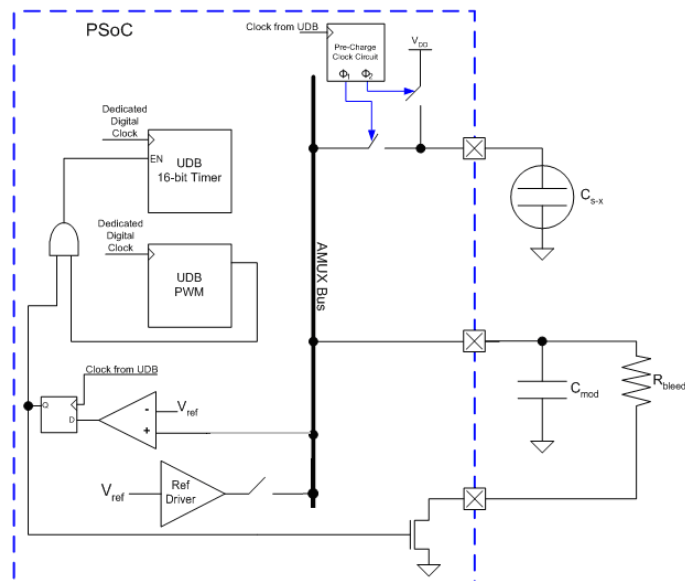 PSoC
Clock from UDB
Pre-Charge
Clock Circuit
Φ1 Φ2
VDD
Dedicated
Digital
Clock
EN
UDB
16-bit Timer
Cs-x
Dedicated
Digital
Clock
UDB
PWM
AMUX Bus
Clock from UDB
Q
D
-
+
Vref
Cmod
Rbleed
Vref
Ref
Driver